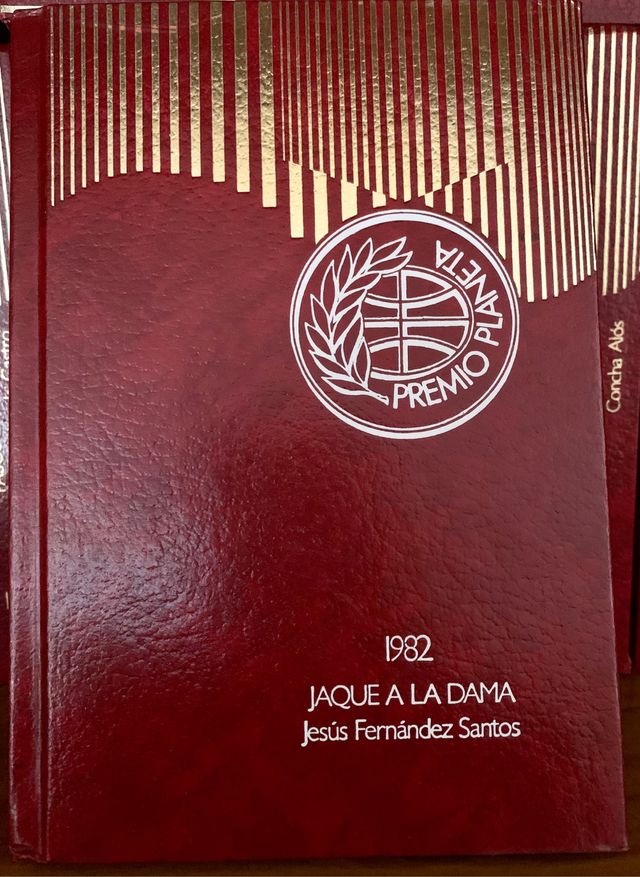 PREMIO PLANETA
1982
JAQUE A LA DAMA
Jesús Fernández Santos
Concha Alós